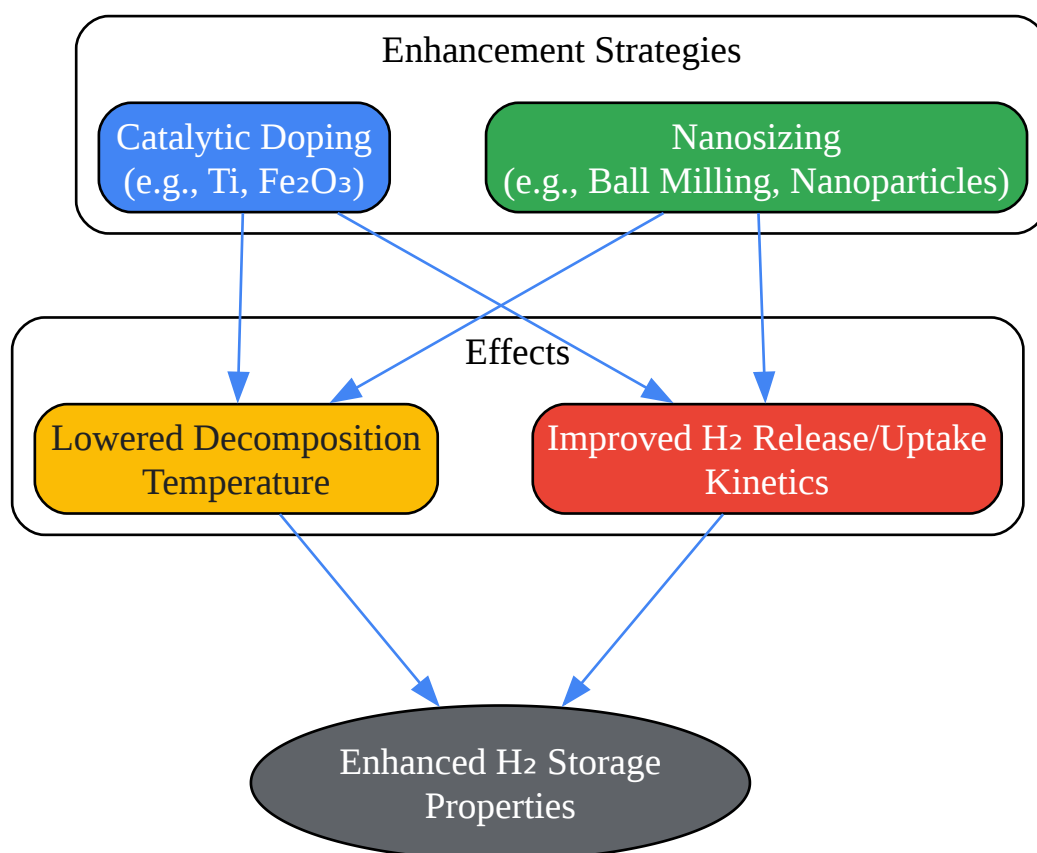 Enhancement Strategies
Catalytic Doping
(e.g., Ti, Fe₂O₃)
Nanosizing
(e.g., Ball Milling, Nanoparticles)
Effects
Lowered Decomposition
Temperature
Improved H₂ Release/Uptake
Kinetics
Enhanced H₂ Storage
Properties